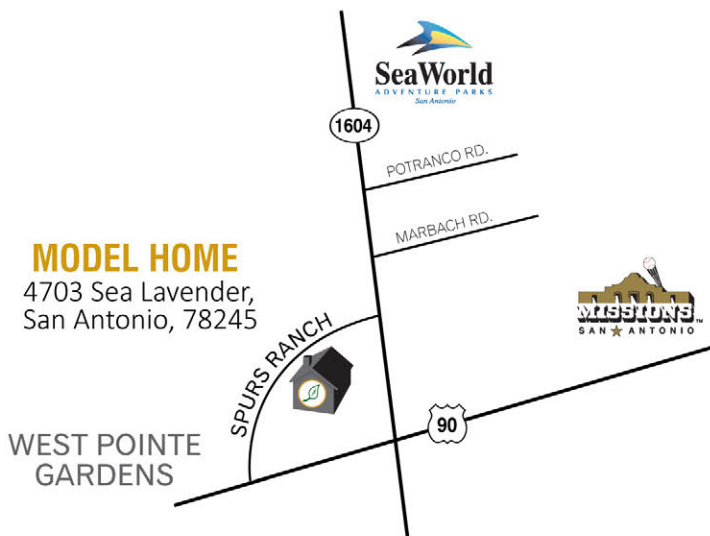 SeaWorld
ADVENTURE PARKS
San Antonio
1604
POTRANCO RD.
MARBACH RD.
MODEL HOME
4703 Sea Lavender,
San Antonio, 78245
MISSIONS™
SAN ANTONIO
SPURS RANCH
90
WEST POINTE
GARDENS